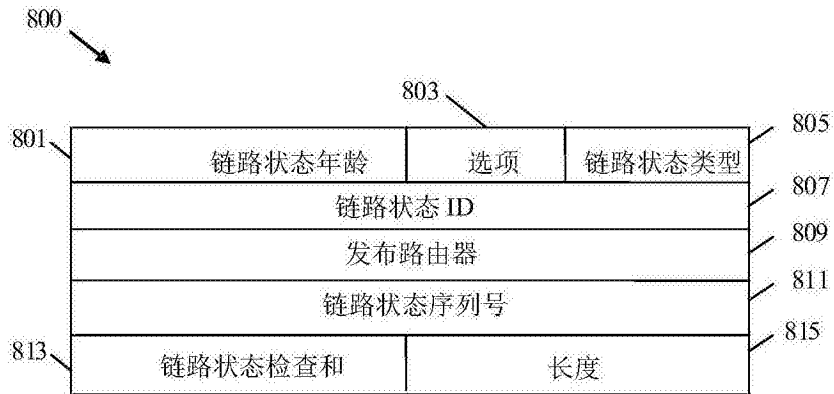 800
803
801
805
链路状态年龄 选项 链路状态类型
807
链路状态 ID
809
发布路由器
811
链路状态序列号
813
815
链路状态检查和 长度